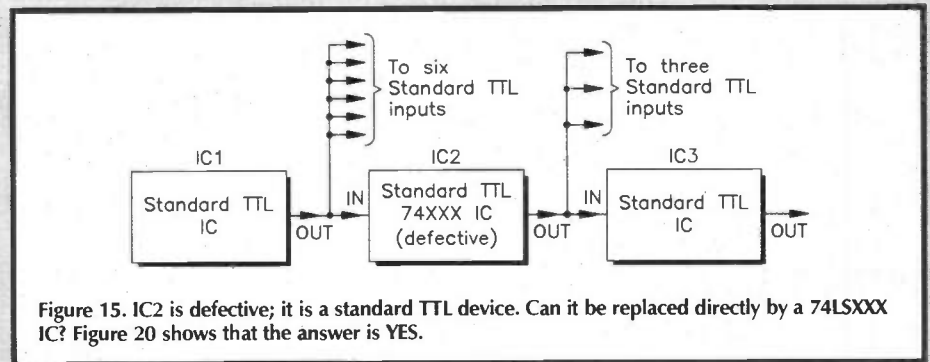 To six
Standard TTL
inputs
To three
Standard TTL
inputs
IC1
Standard TTL
IC
OUT
IC2
IN
Standard TTL
74XXX IC
(defective)
OUT
IC3
IN
Standard TTL
IC
OUT
Figure 15. IC2 is defective; it is a standard TTL device. Can it be replaced directly by a 74LSXXX
IC? Figure 20 shows that the answer is YES.